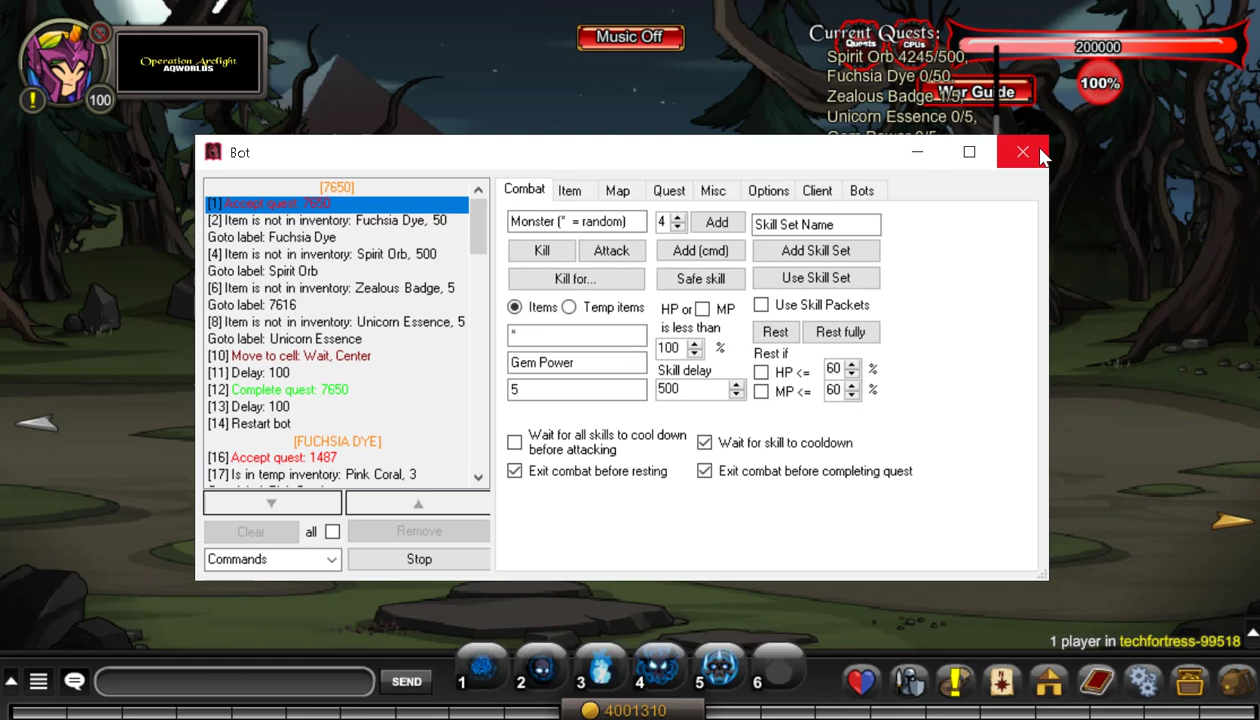 Music Off
Current Quests:
Quests
CPUs
Spirit Orb 4245/500,
Fuchsia Dye 0/50,
Zealous Badge 1/5,
Unicorn Essence 0/5,
Gem Power 0/5
200000
100%
War Guide
Operation Arcfight
AQWORLDS
!
100
Bot
[7650]
[1] Accept quest: 7650
[2] Item is not in inventory: Fuchsia Dye, 50
Goto label: Fuchsia Dye
[4] Item is not in inventory: Spirit Orb, 500
Goto label: Spirit Orb
[6] Item is not in inventory: Zealous Badge, 5
Goto label: 7616
[8] Item is not in inventory: Unicorn Essence, 5
Goto label: Unicorn Essence
[10] Move to cell: Wait, Center
[11] Delay: 100
[12] Complete quest: 7650
[13] Delay: 100
[14] Restart bot
[FUCHSIA DYE]
[16] Accept quest: 1487
[17] Is in temp inventory: Pink Coral, 3
Clear
all
Remove
Commands
Stop
Combat Item Map Quest Misc Options Client Bots
Monster (* = random)
4
Add
Skill Set Name
Kill
Attack
Add (cmd)
Add Skill Set
Kill for...
Safe skill
Use Skill Set
Items
Temp items
HP or
MP
is less than
Use Skill Packets
*
100
%
Rest
Rest fully
Gem Power
Skill delay
Rest if
5
500
HP <=
60
%
MP <=
60
%
Wait for all skills to cool down before attacking
Wait for skill to cooldown
Exit combat before resting
Exit combat before completing quest
1 player in techfortress-99518
SEND
1
2
3
4
5
6
4001310